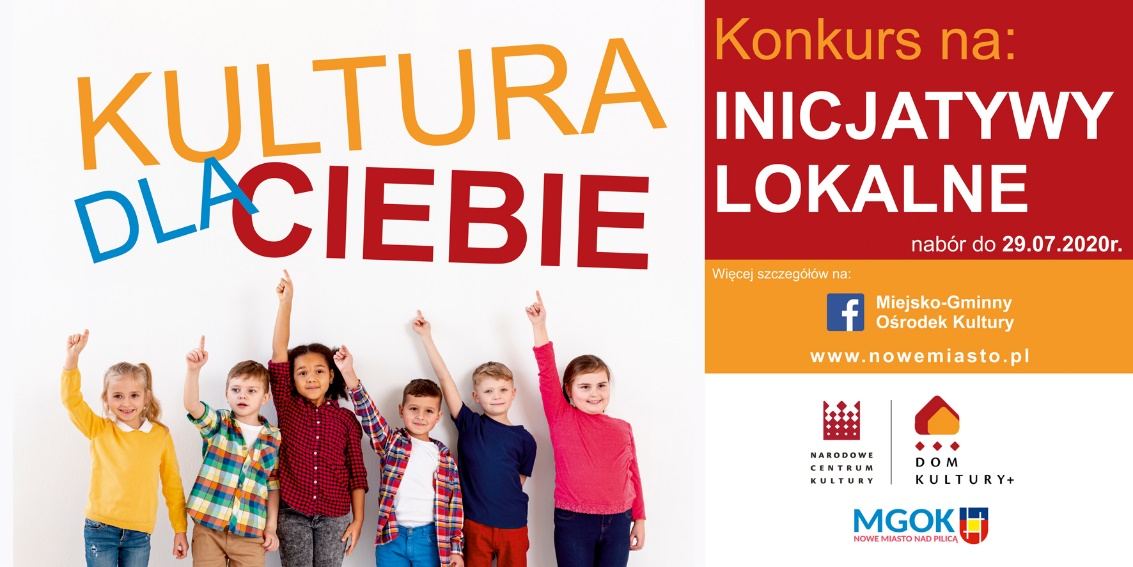 KULTURA
DLA CIEBIE
Konkurs na:
INICJATYWY
LOKALNE
nabór do 29.07.2020r.
Więcej szczegółów na:
f Miejsko-Gminny
Ośrodek Kultury
www.nowemiasto.pl
NARODOWE
CENTRUM
KULTURY
DOM
KULTURY+
MGOK
NOWE MIASTO NAD PILICĄ